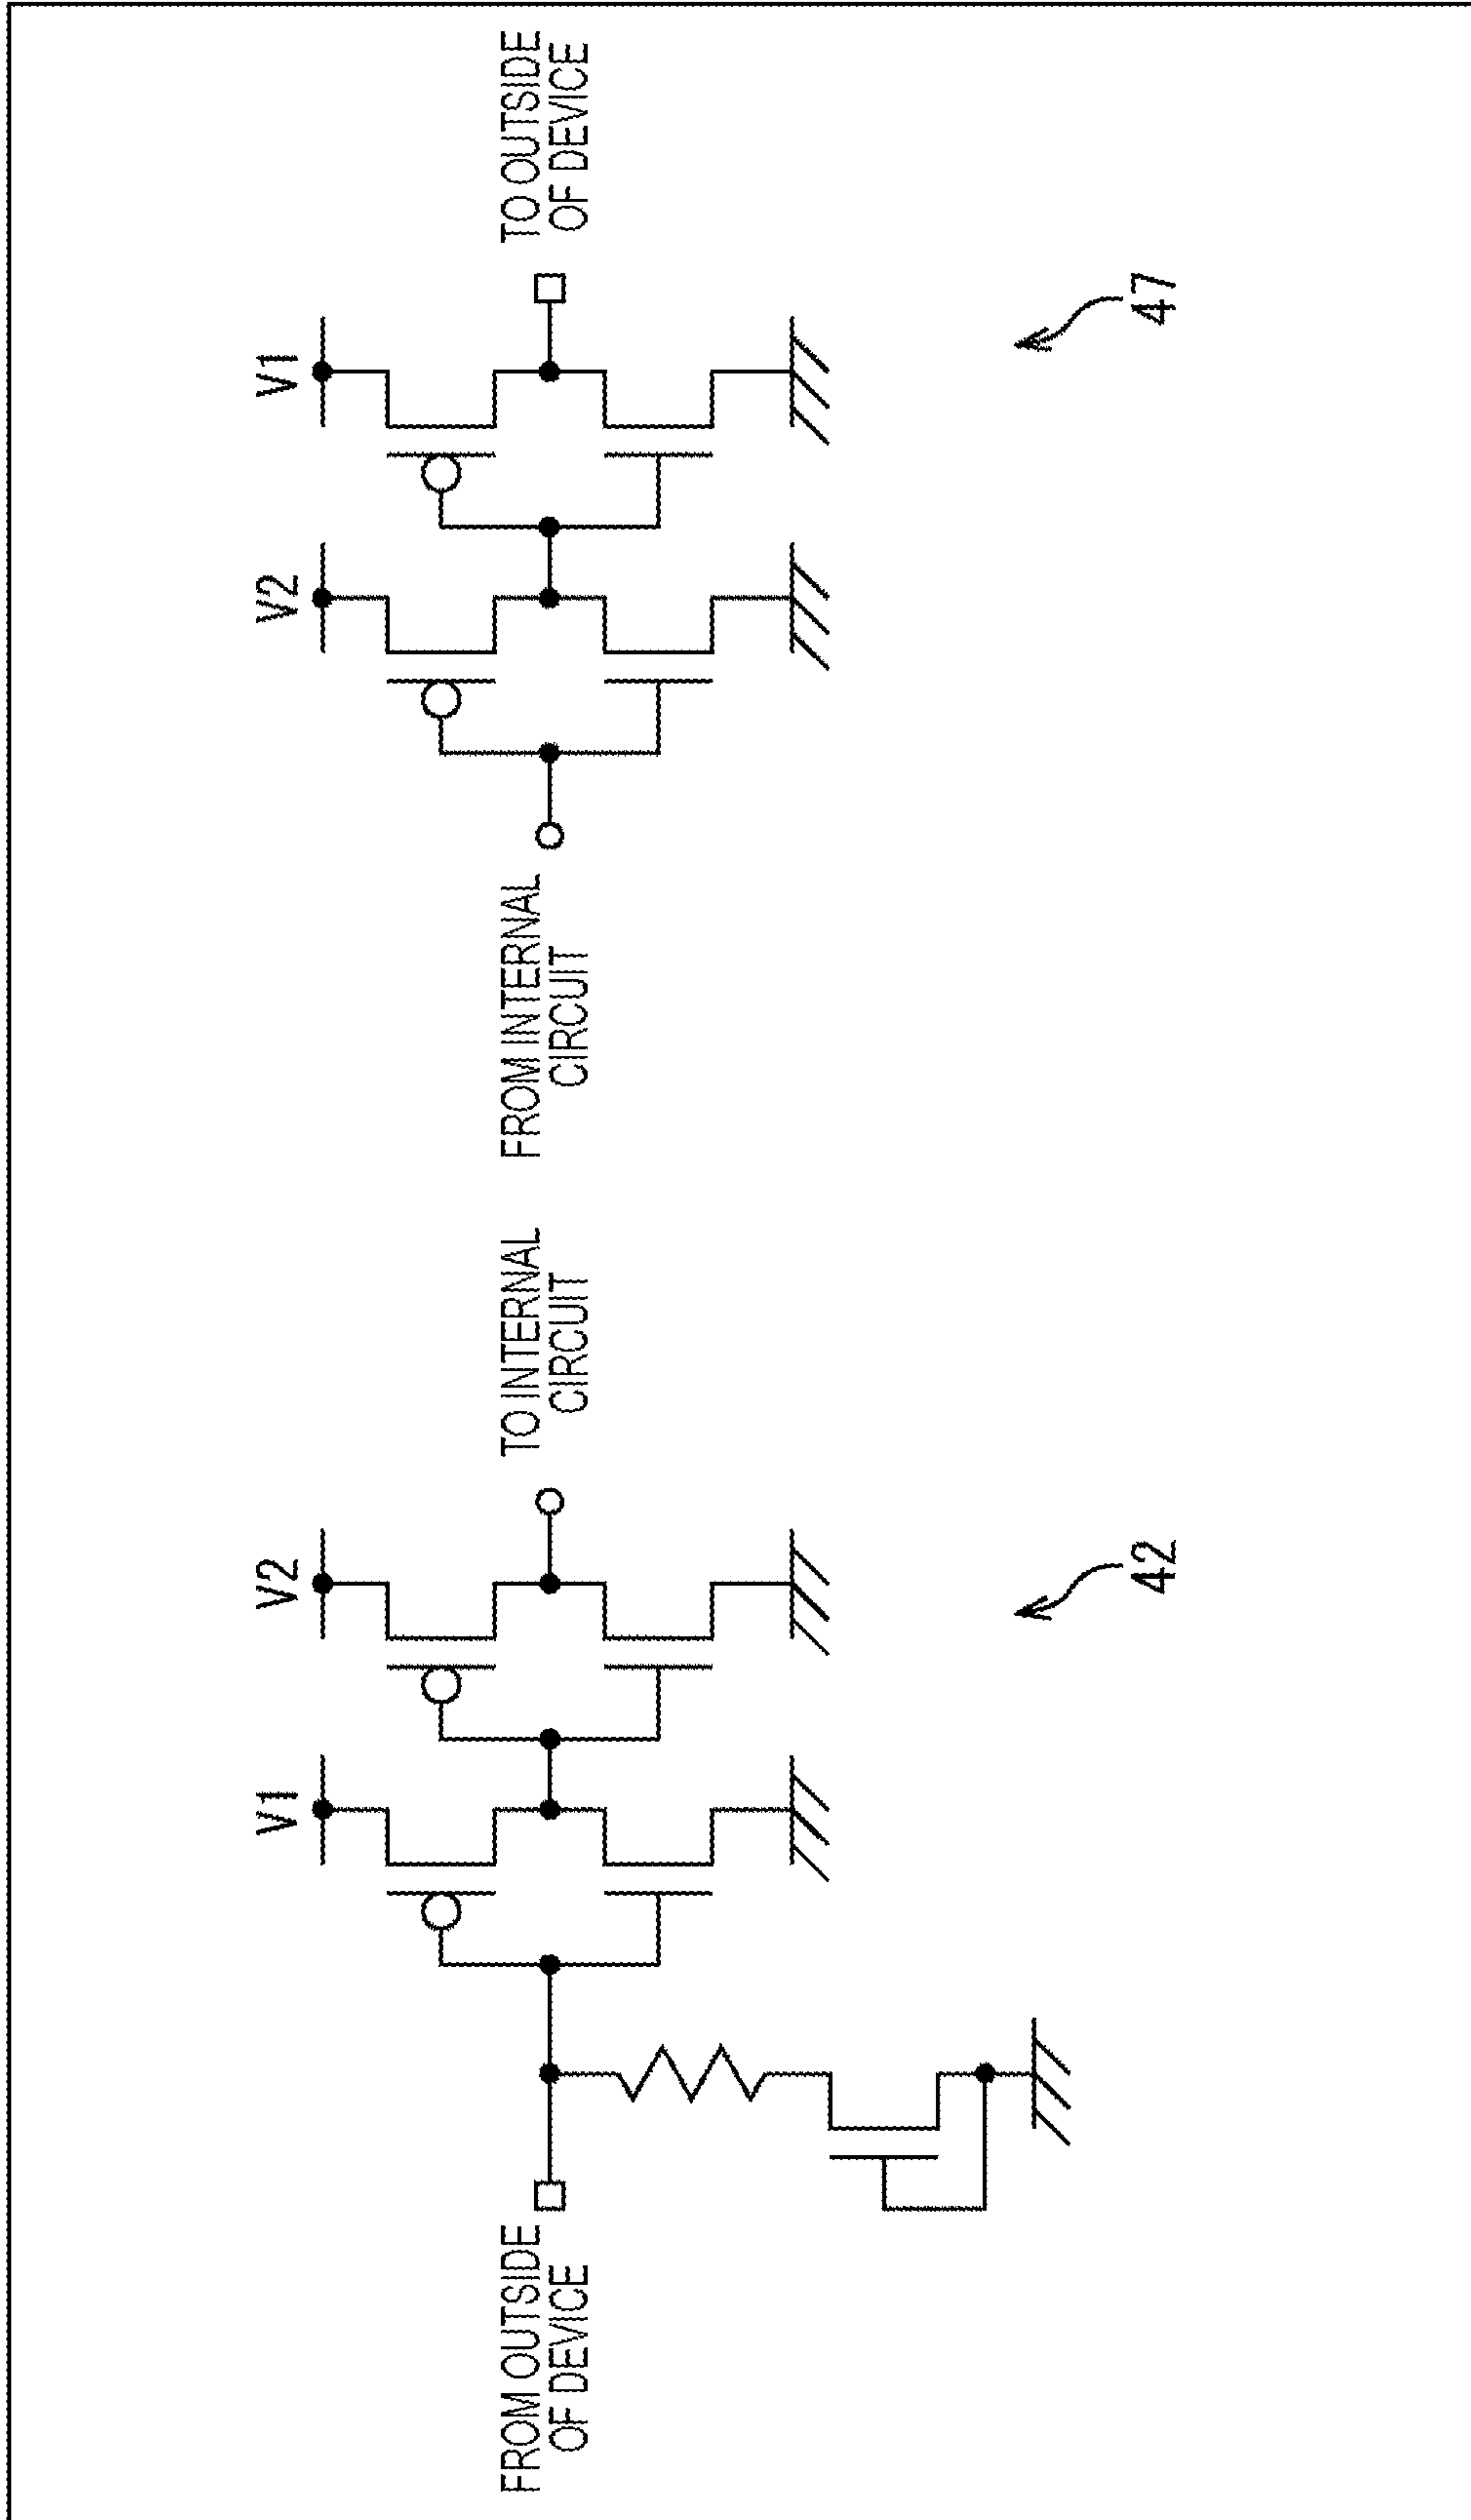 V1
V2
V2
V1
FROM OUTSIDE
OF DEVICE
TO INTERNAL
CIRCUIT
FROM INTERNAL
CIRCUIT
TO OUTSIDE
OF DEVICE
42
47